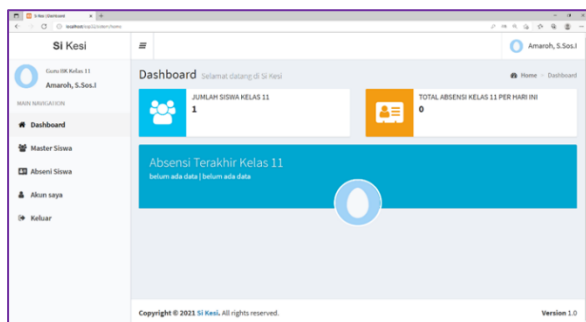 Si Kesi
Amaroh, S.Sos.I
Guru BK Kelas 11
Amaroh, S.Sos.I
MAIN NAVIGATION
Dashboard
Master Siswa
Abseni Siswa
Akun saya
Keluar
Dashboard Selamat datang di Si Kesi
Home Dashboard
JUMLAH SISWA KELAS 11
1
TOTAL ABSENSI KELAS 11 PER HARI INI
0
Absensi Terakhir Kelas 11
belum ada data | belum ada data
Copyright © 2021 Si Kesi. All rights reserved.
Version 1.0